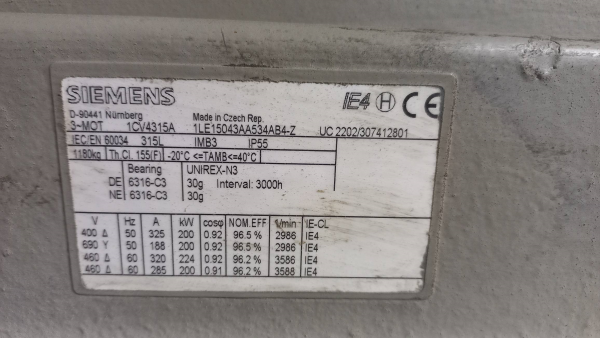 SIEMENS IE4 H CE
D-90441 Nürnberg Made in Czech Rep.
3~MOT 1CV4315A 1LE15043AA534AB4-Z UC 2202/307412801
IEC/EN 60034 315L IMB3 IP55
1180kg Th.Cl. 155(F) -20°C <=TAMB<=40°C
Bearing UNIREX-N3
DE 6316-C3 30g Interval: 3000h
NE 6316-C3 30g
V Hz A kW cosφ NOM.EFF 1/min IE-CL
400 Δ 50 325 200 0.92 96.5 % 2986 IE4
690 Y 50 188 200 0.92 96.5 % 2986 IE4
460 Δ 60 320 224 0.92 96.2 % 3586 IE4
460 Δ 60 285 200 0.91 96.2 % 3588 IE4